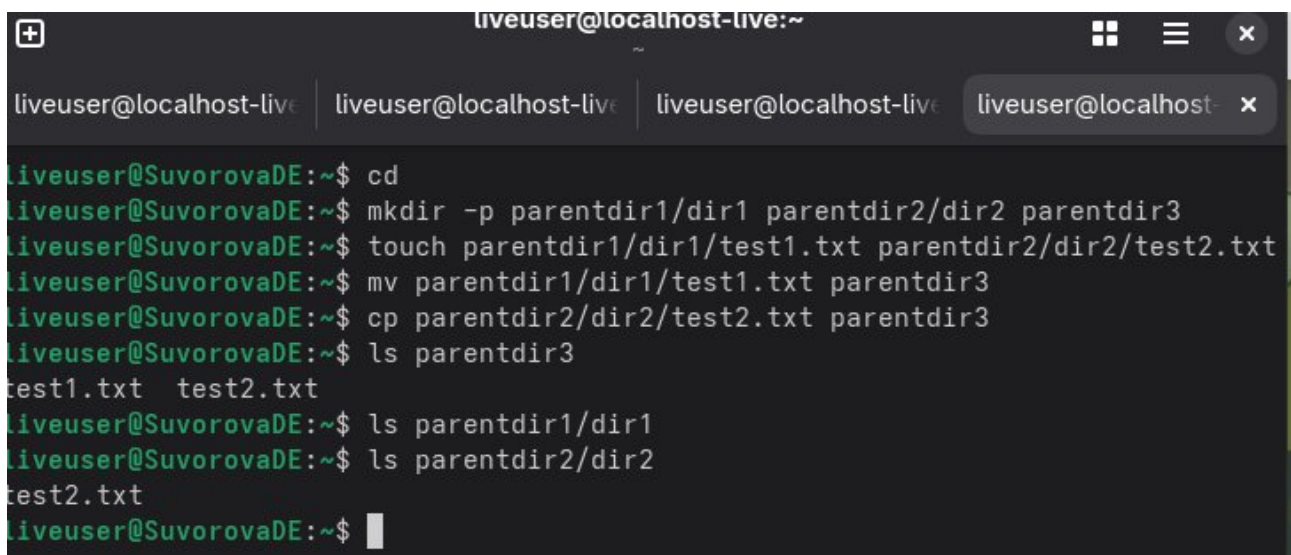 liveuser@localhost-live:~
~
liveuser@localhost-live
liveuser@localhost-live
liveuser@localhost-live
liveuser@localhost-
liveuser@SuvorovaDE:~$ cd
liveuser@SuvorovaDE:~$ mkdir -p parentdir1/dir1 parentdir2/dir2 parentdir3
liveuser@SuvorovaDE:~$ touch parentdir1/dir1/test1.txt parentdir2/dir2/test2.txt
liveuser@SuvorovaDE:~$ mv parentdir1/dir1/test1.txt parentdir3
liveuser@SuvorovaDE:~$ cp parentdir2/dir2/test2.txt parentdir3
liveuser@SuvorovaDE:~$ ls parentdir3
test1.txt  test2.txt
liveuser@SuvorovaDE:~$ ls parentdir1/dir1
liveuser@SuvorovaDE:~$ ls parentdir2/dir2
test2.txt
liveuser@SuvorovaDE:~$